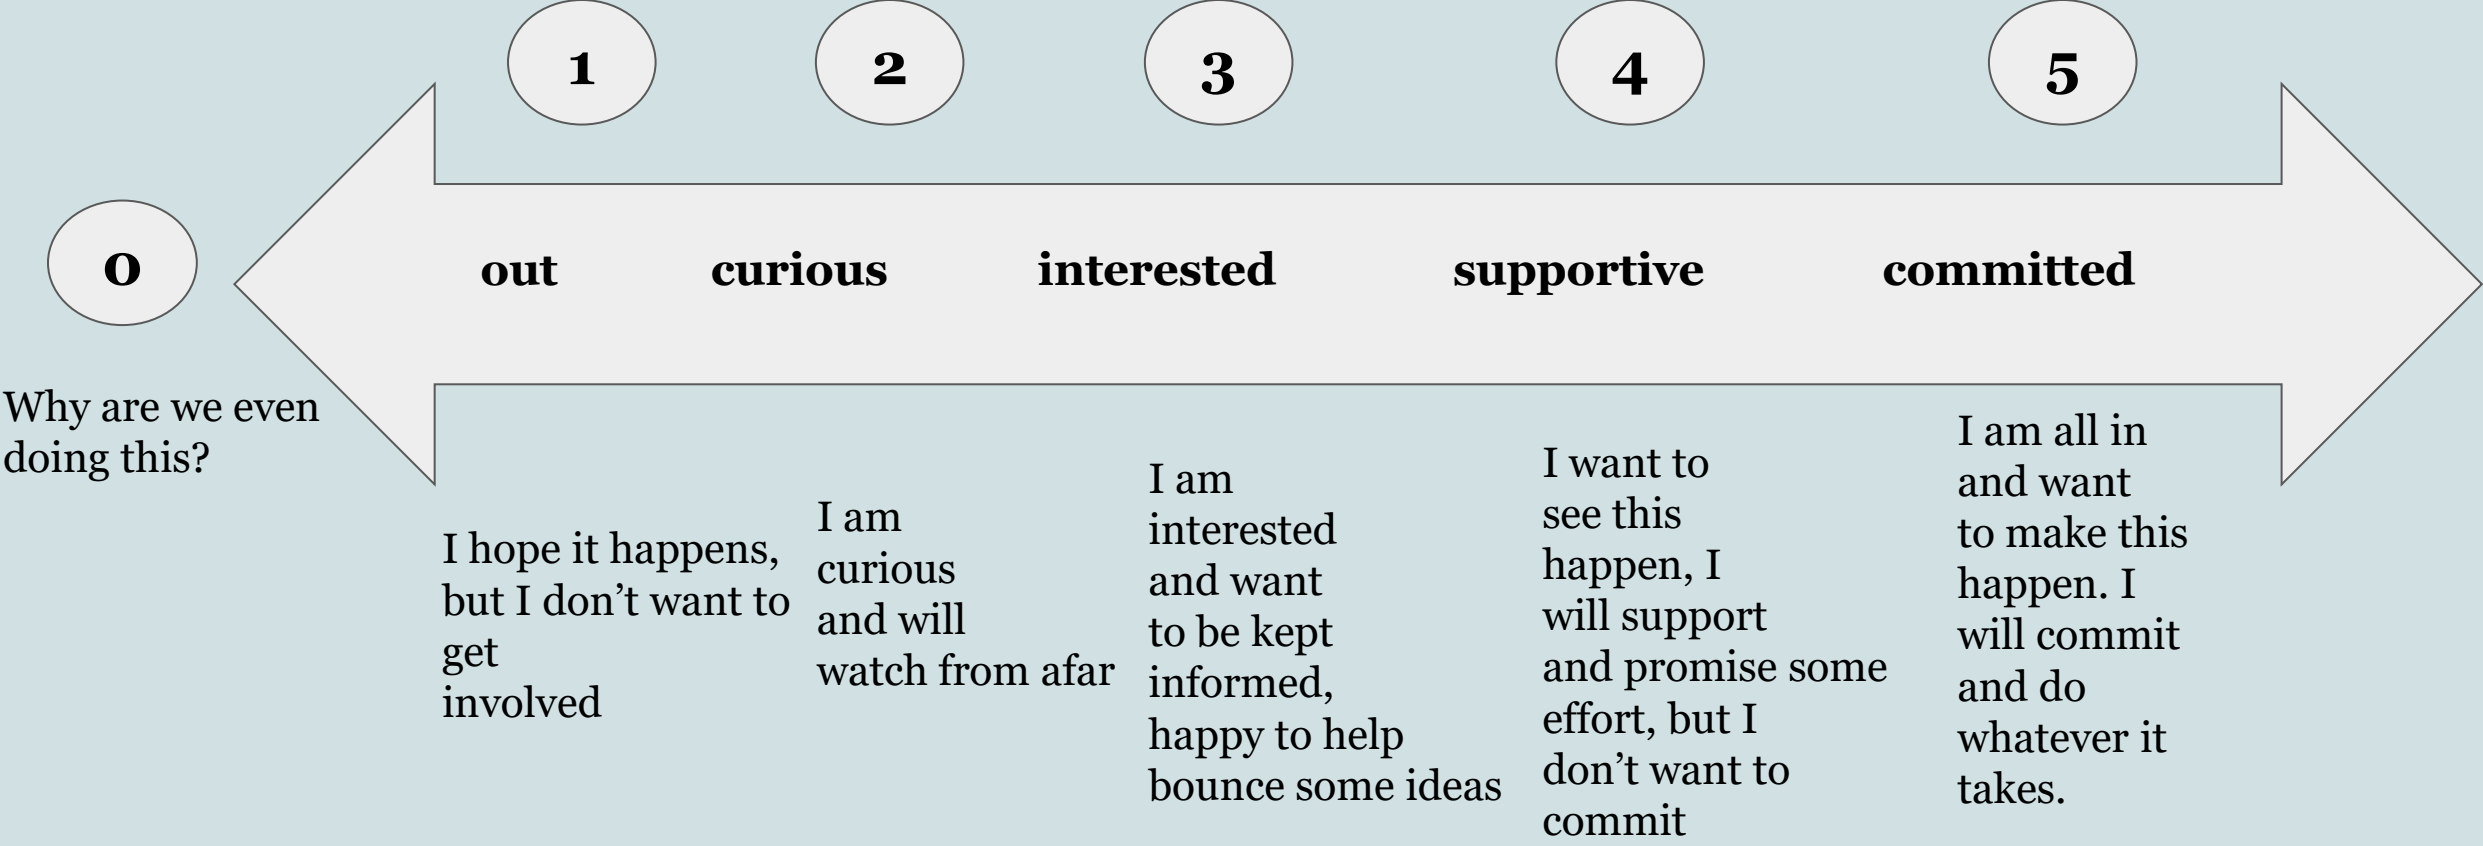 0
1
2
3
4
5
out
curious
interested
supportive
committed
Why are we even
doing this?
I hope it happens,
but I don’t want to
get
involved
I am
curious
and will
watch from afar
I am
interested
and want
to be kept
informed,
happy to help
bounce some ideas
I want to
see this
happen, I
will support
and promise some
effort, but I
don’t want to
commit
I am all in
and want
to make this
happen. I
will commit
and do
whatever it
takes.